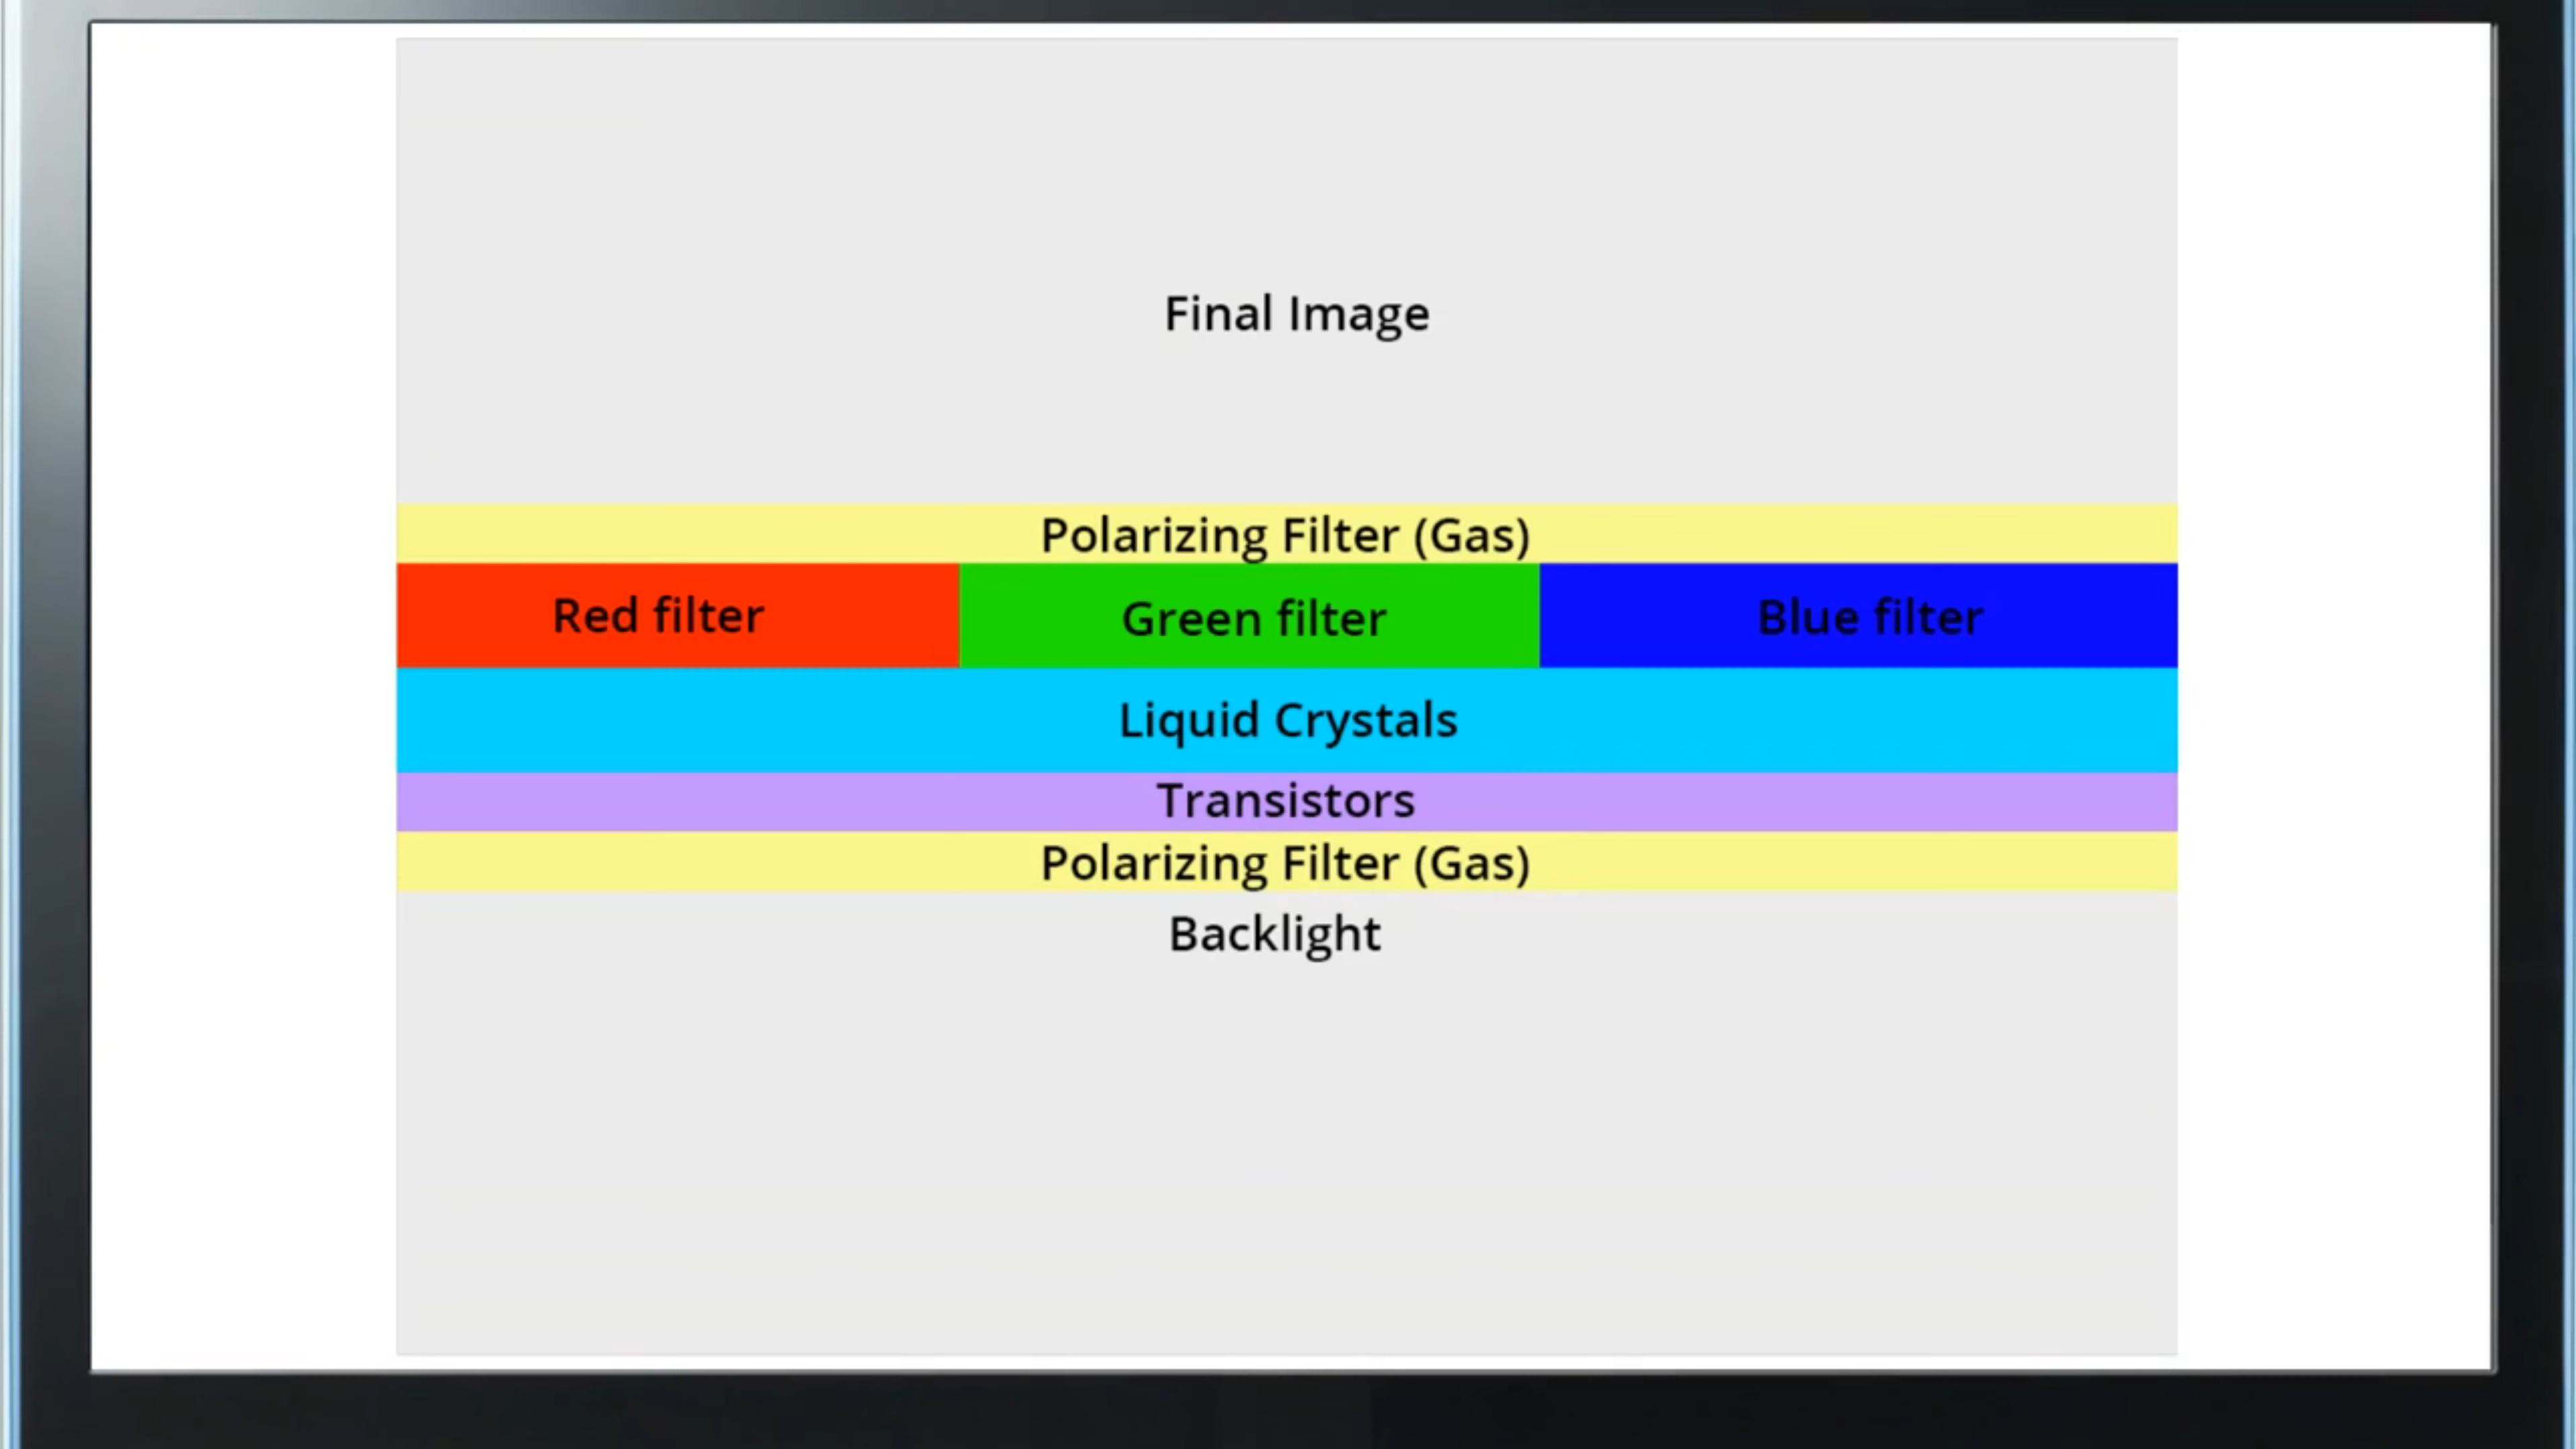 Final Image
Polarizing Filter (Gas)
Red filter Green filter Blue filter
Liquid Crystals
Transistors
Polarizing Filter (Gas)
Backlight